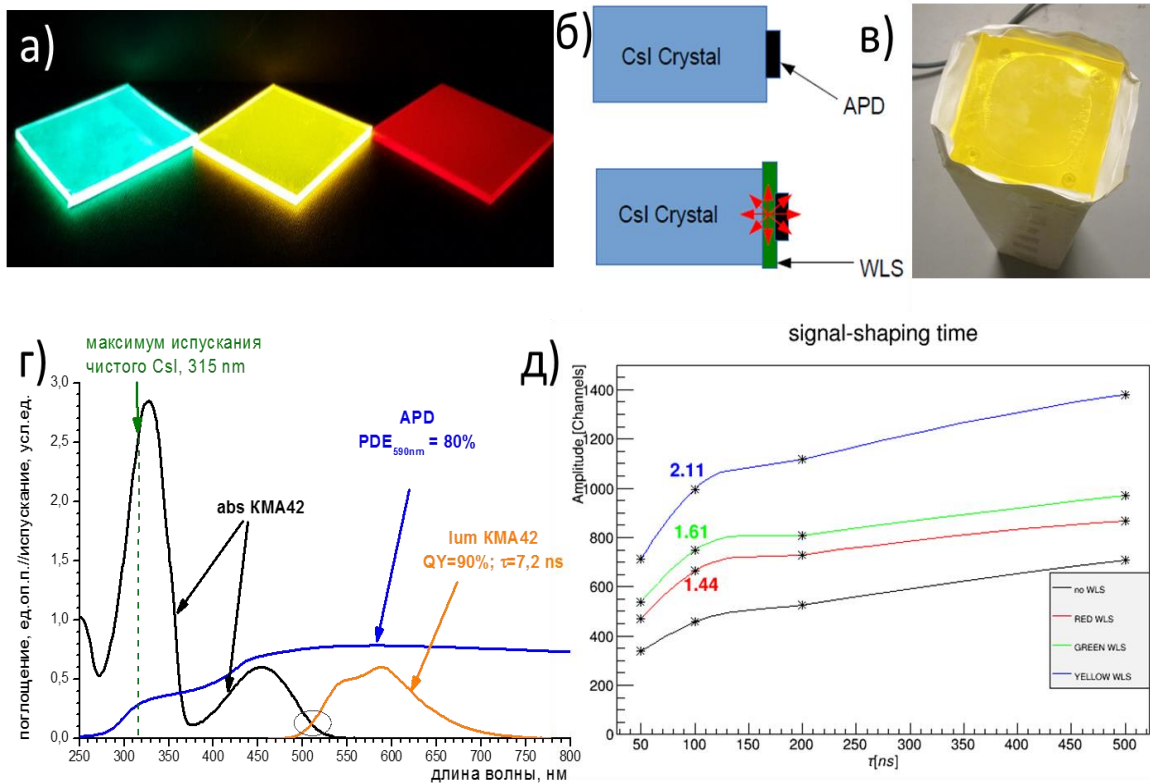 а)
б)
CsI Crystal
APD
CsI Crystal
WLS
в)
г)
максимум испускания
чистого CsI, 315 nm
поглощение, ед.оп.п.//испускание, усл.ед.
3,0
2,5
2,0
1,5
1,0
0,5
0,0
APD
PDE590nm = 80%
abs KMA42
lum KMA42
QY=90%; τ=7,2 ns
250 300 350 400 450 500 550 600 650 700 750 800
длина волны, нм
д)
signal-shaping time
Amplitude [Channels]
1400
1200
1000
800
600
400
200
0
2.11
1.61
1.44
no WLS
RED WLS
GREEN WLS
YELLOW WLS
50 100 150 200 250 300 350 400 450 500
τ[ns]